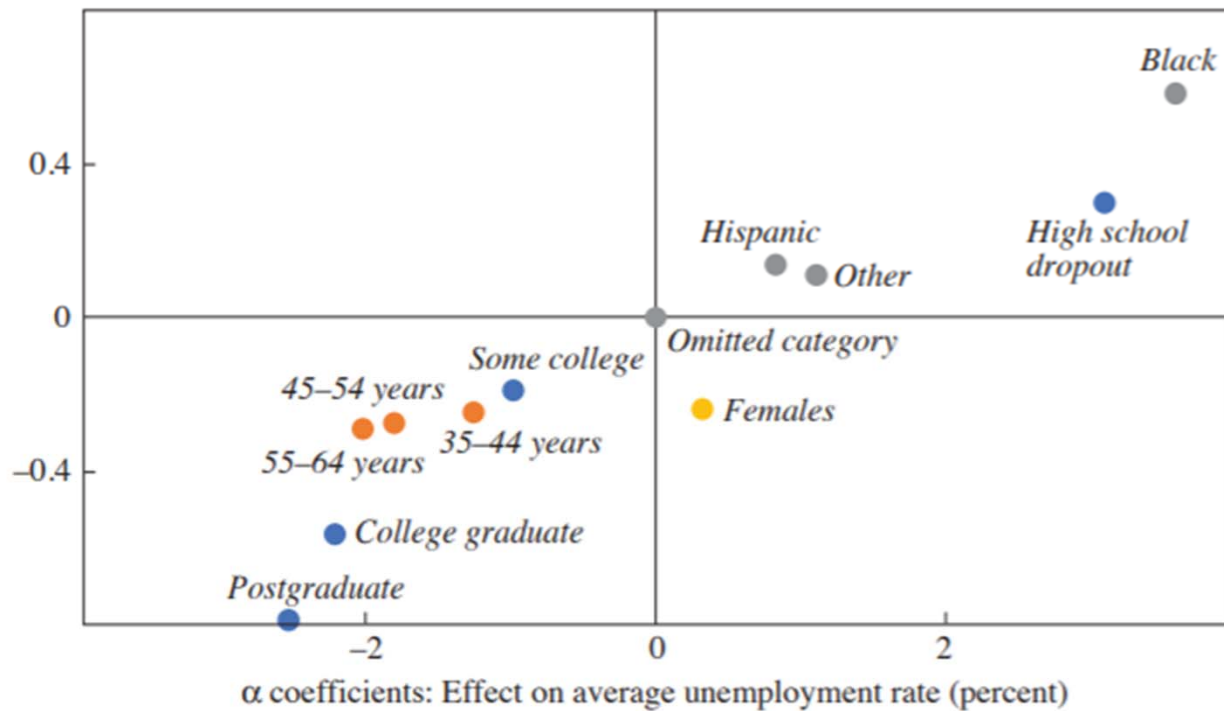 Black
0.4
Hispanic
High school
dropout
Other
0
Omitted category
Some college
45–54 years
Females
35–44 years
55–64 years
–0.4
College graduate
Postgraduate
–2
0
2
α coefficients: Effect on average unemployment rate (percent)